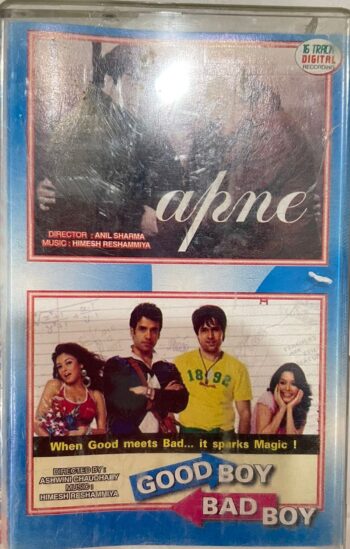 16 TRACK
DIGITAL
RECORDING
apne
DIRECTOR : ANIL SHARMA
MUSIC : HIMESH RESHAMMIYA
18 92
When Good meets Bad... it sparks Magic !
DIRECTED BY :
ASHWINI CHAUDHARY
MUSIC :
HIMESH RESHAMMIYA
GOOD BOY
BAD BOY